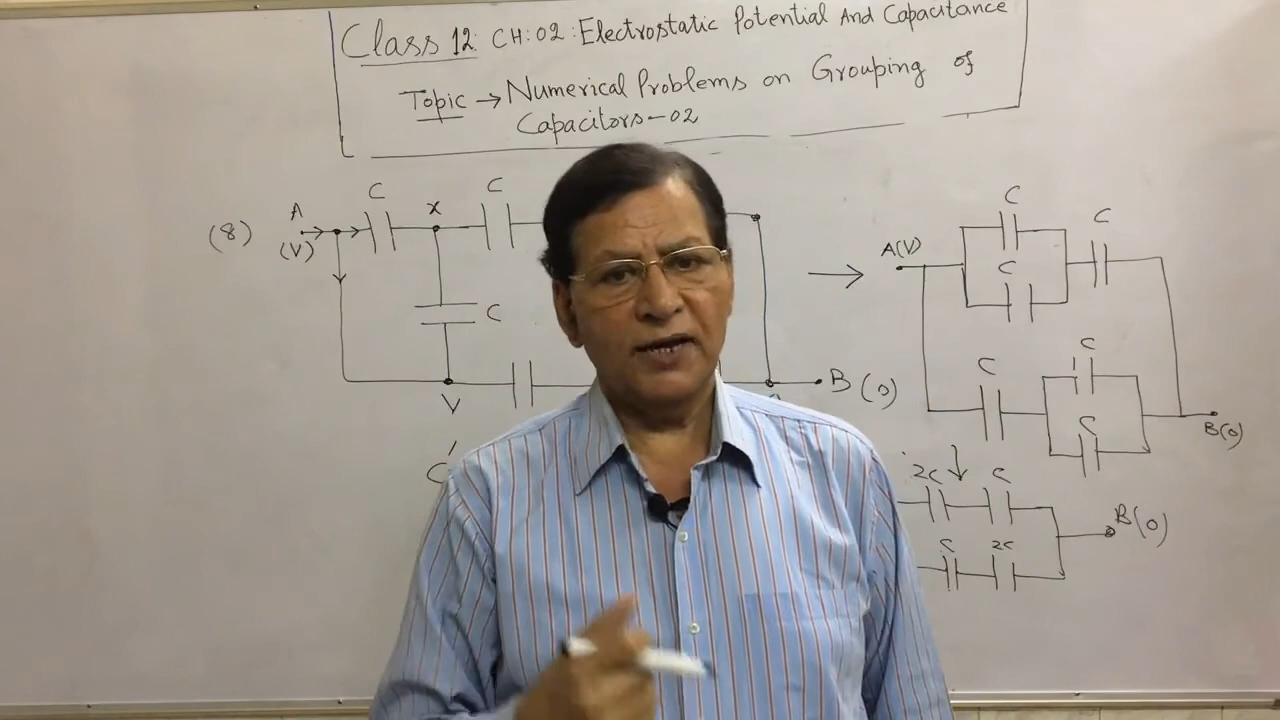 Class 12: CH:02: Electrostatic Potential And Capacitance
Topic → Numerical Problems on Grouping of
Capacitors-02
(8)
A
(V)
C
X
C
C
V
B (0)
C'
→
A(V)
C
C
C
C
C
C
B(0)
2C
C
B(0)
C
2C